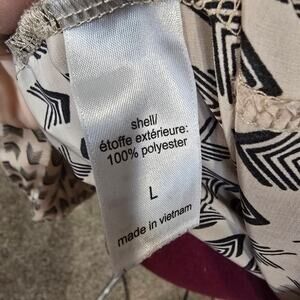 shell/
étoffe extérieure:
100% polyester
L
made in vietnam